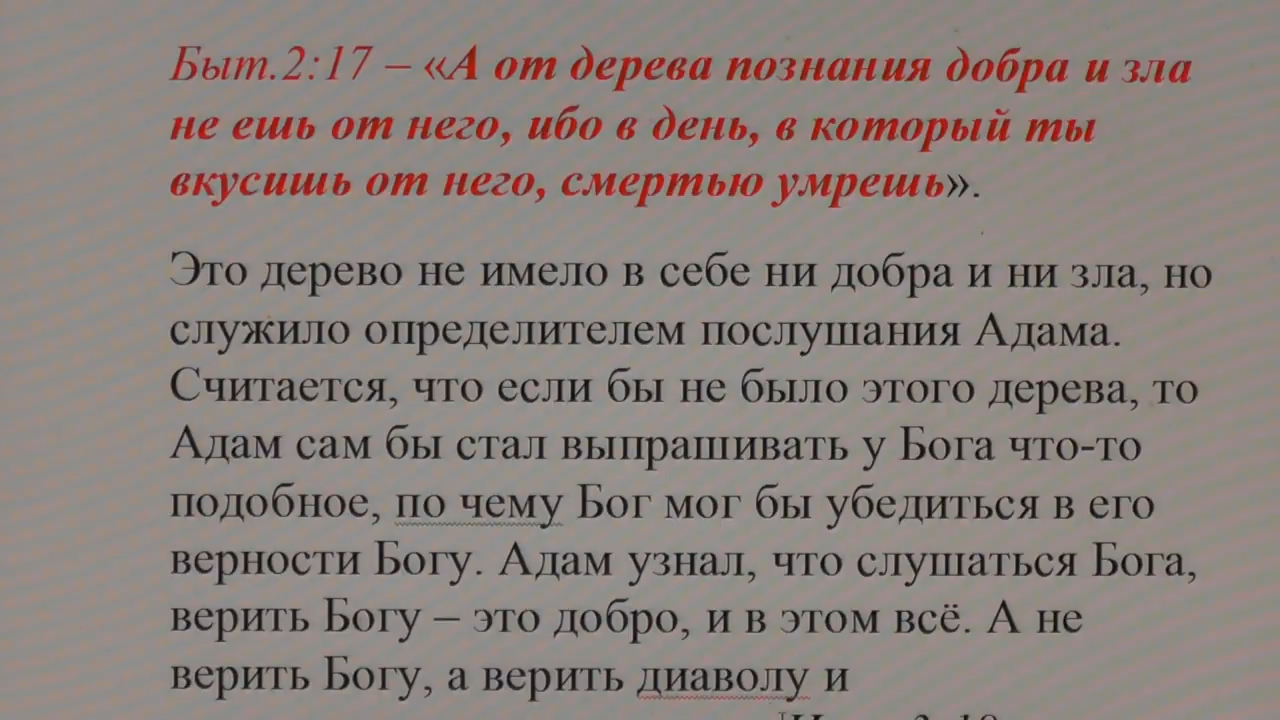 Быт.2:17 – «А от дерева познания добра и зла
не ешь от него, ибо в день, в который ты
вкусишь от него, смертью умрешь».
Это дерево не имело в себе ни добра и ни зла, но
служило определителем послушания Адама.
Считается, что если бы не было этого дерева, то
Адам сам бы стал выпрашивать у Бога что-то
подобное, по чему Бог мог бы убедиться в его
верности Богу. Адам узнал, что слушаться Бога,
верить Богу – это добро, и в этом всё. А не
верить Богу, а верить диаволу и